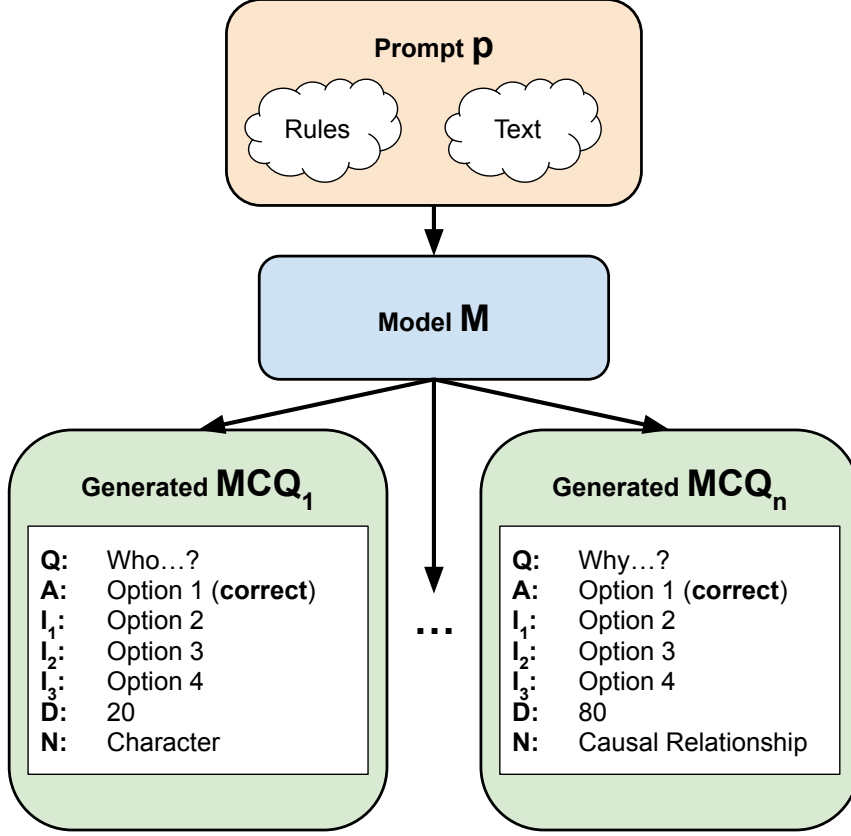 Prompt p
Rules
Text
Model M
Generated MCQ1
Q: Who…?
A: Option 1 (correct)
I1: Option 2
I2: Option 3
I3: Option 4
D: 20
N: Character
...
Generated MCQn
Q: Why…?
A: Option 1 (correct)
I1: Option 2
I2: Option 3
I3: Option 4
D: 80
N: Causal Relationship